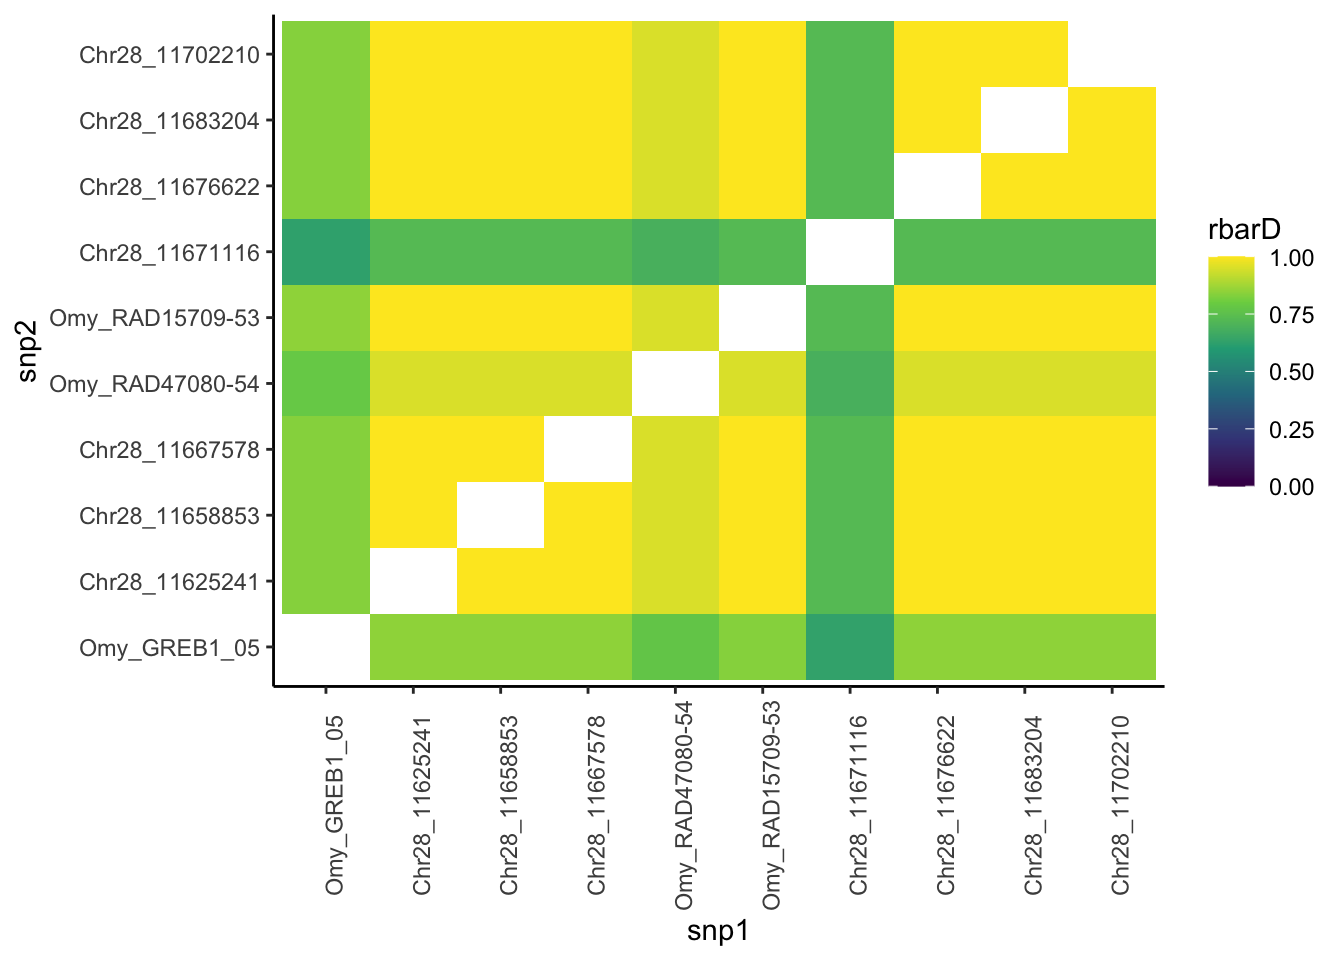 Chr28_11702210
Chr28_11683204
Chr28_11676622
Chr28_11671116
Omy_RAD15709-53
Omy_RAD47080-54
Chr28_11667578
Chr28_11658853
Chr28_11625241
Omy_GREB1_05
snp2
Omy_GREB1_05
Chr28_11625241
Chr28_11658853
Chr28_11667578
Omy_RAD47080-54
Omy_RAD15709-53
Chr28_11671116
Chr28_11676622
Chr28_11683204
Chr28_11702210
snp1
rbarD
1.00
0.75
0.50
0.25
0.00